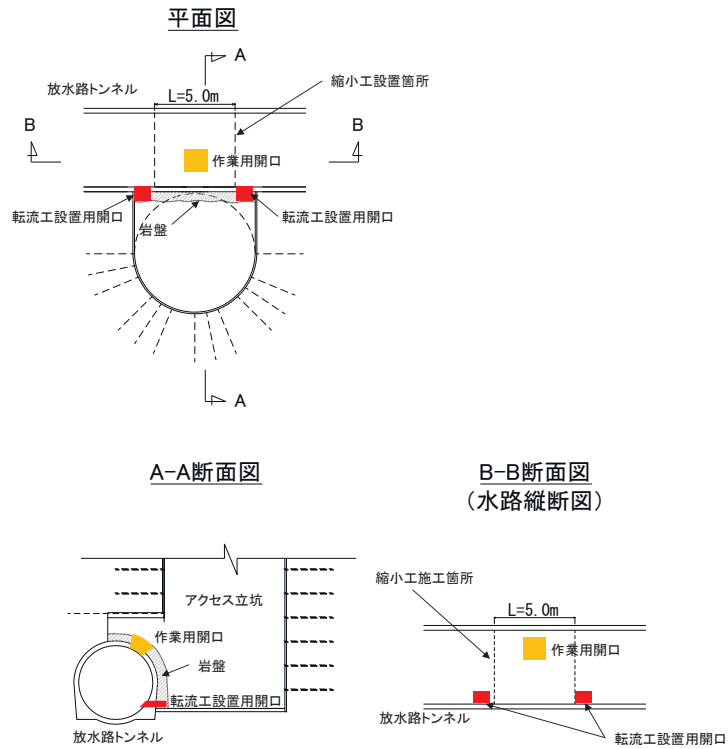 平面図
A
放水路トンネル
縮小工設置箇所
L=5.0m
B
B
作業用開口
転流工設置用開口
岩盤
転流工設置用開口
A
A-A断面図
B-B断面図
（水路縦断図）
アクセス立坑
作業用開口
岩盤
転流工設置用開口
放水路トンネル
縮小工施工箇所
L=5.0m
作業用開口
放水路トンネル
転流工設置用開口